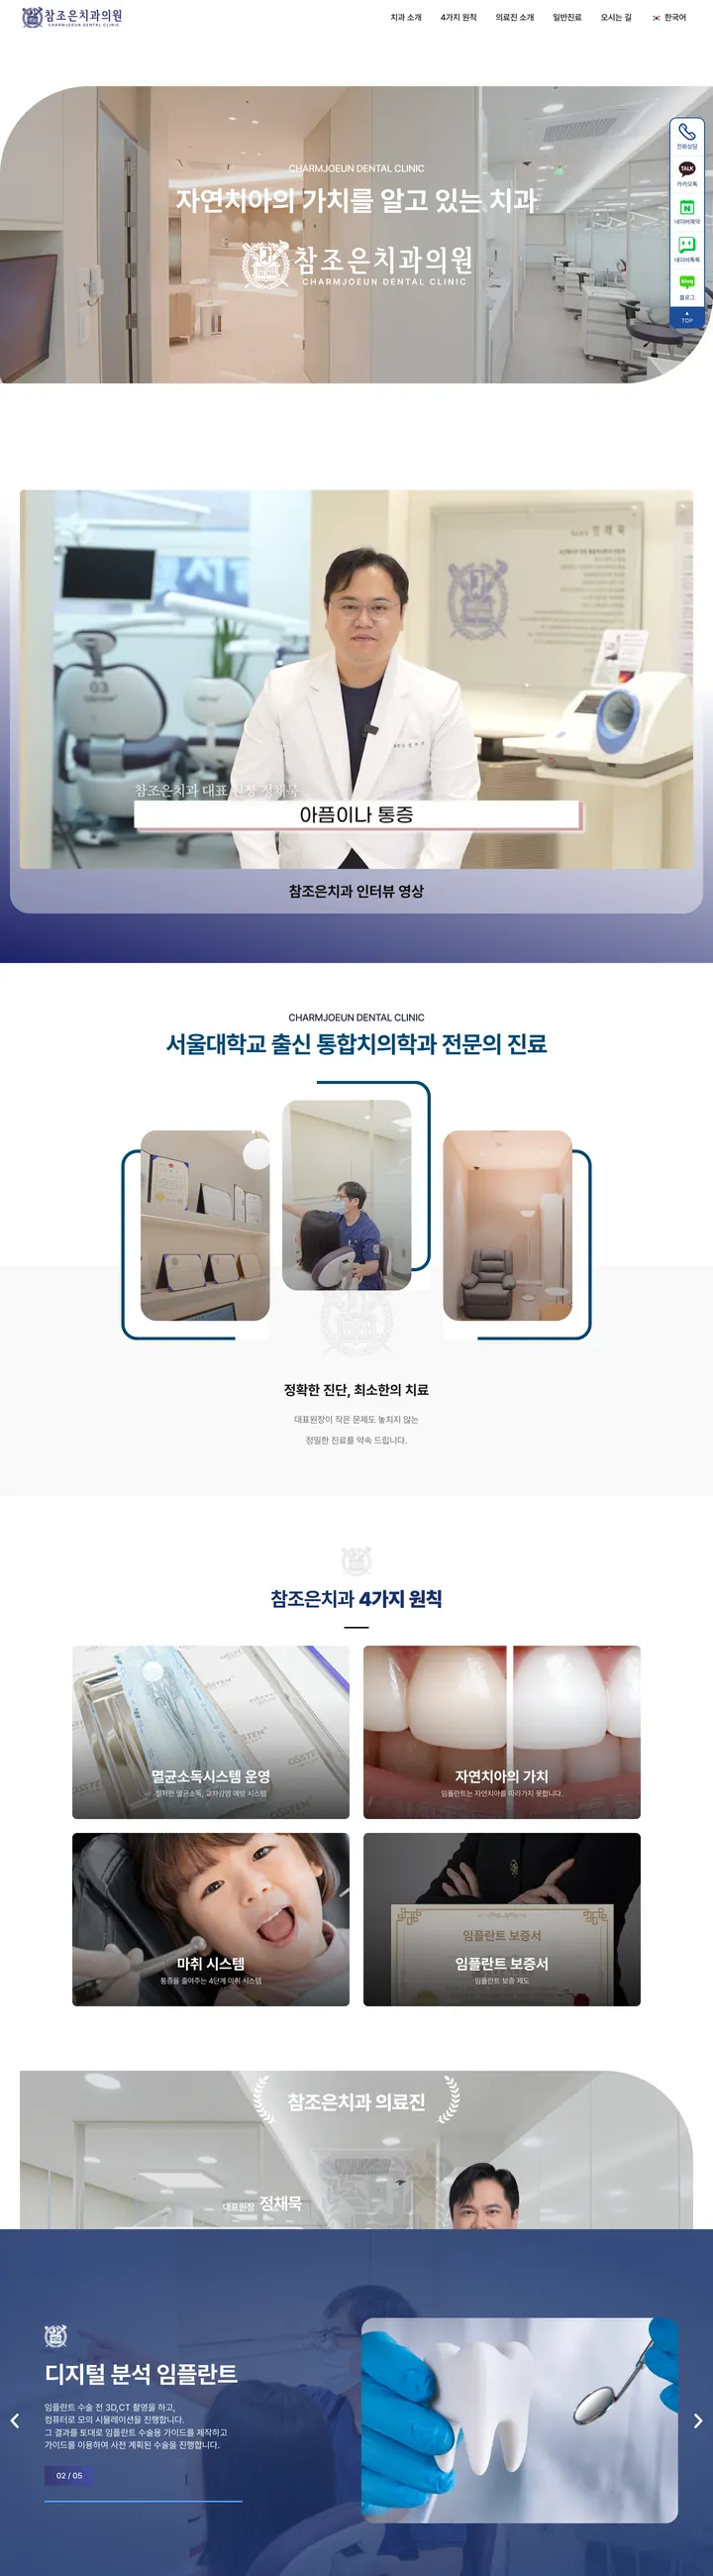 참조은치과의원
CHARMJOEUN DENTAL CLINIC
치과 소개
4가지 원칙
의료진 소개
일반진료
오시는 길
한국어
CHARMJOEUN DENTAL CLINIC
자연치아의 가치를 알고 있는 치과
참조은치과의원
CHARMJOEUN DENTAL CLINIC
전화상담
TALK
카카오톡
N
네이버예약
네이버톡톡
blog
블로그
TOP
참조은치과 대표 원장 정채묵
아픔이나 통증
참조은치과 인터뷰 영상
CHARMJOEUN DENTAL CLINIC
서울대학교 출신 통합치의학과 전문의 진료
정확한 진단, 최소한의 치료
대표원장이 작은 문제도 놓치지 않는
정밀한 진료를 약속 드립니다.
참조은치과 4가지 원칙
멸균소독시스템 운영
철저한 멸균소독, 교차감염 예방 시스템
자연치아의 가치
임플란트는 자연치아를 따라가지 못합니다.
마취 시스템
통증을 줄여주는 4단계 마취 시스템
임플란트 보증서
임플란트 보증서
임플란트 보증 제도
참조은치과 의료진
대표원장 정채묵
디지털 분석 임플란트
임플란트 수술 전 3D,CT 촬영을 하고,
컴퓨터로 모의 시뮬레이션을 진행합니다.
그 결과를 토대로 임플란트 수술용 가이드를 제작하고
가이드를 이용하여 사전 계획된 수술을 진행합니다.
02 / 05